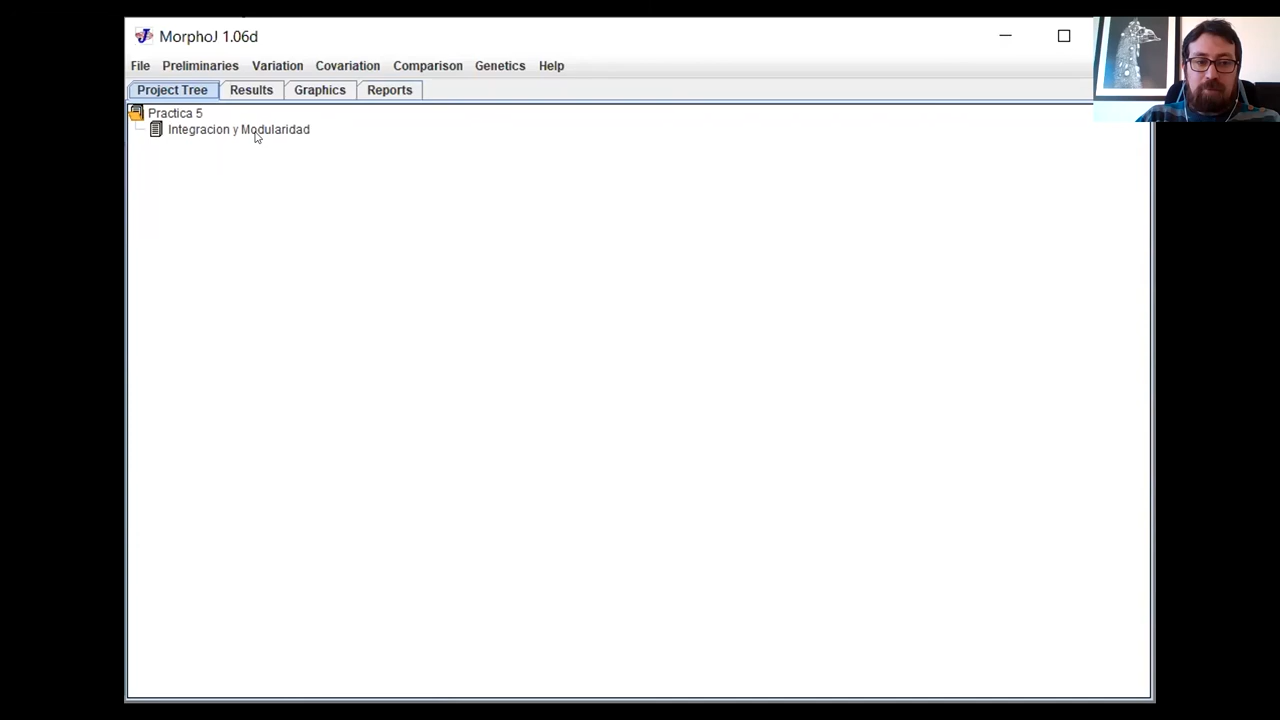 MorphoJ 1.06d
File Preliminaries Variation Covariation Comparison Genetics Help
Project Tree Results Graphics Reports
Practica 5
Integracion y Modularidad